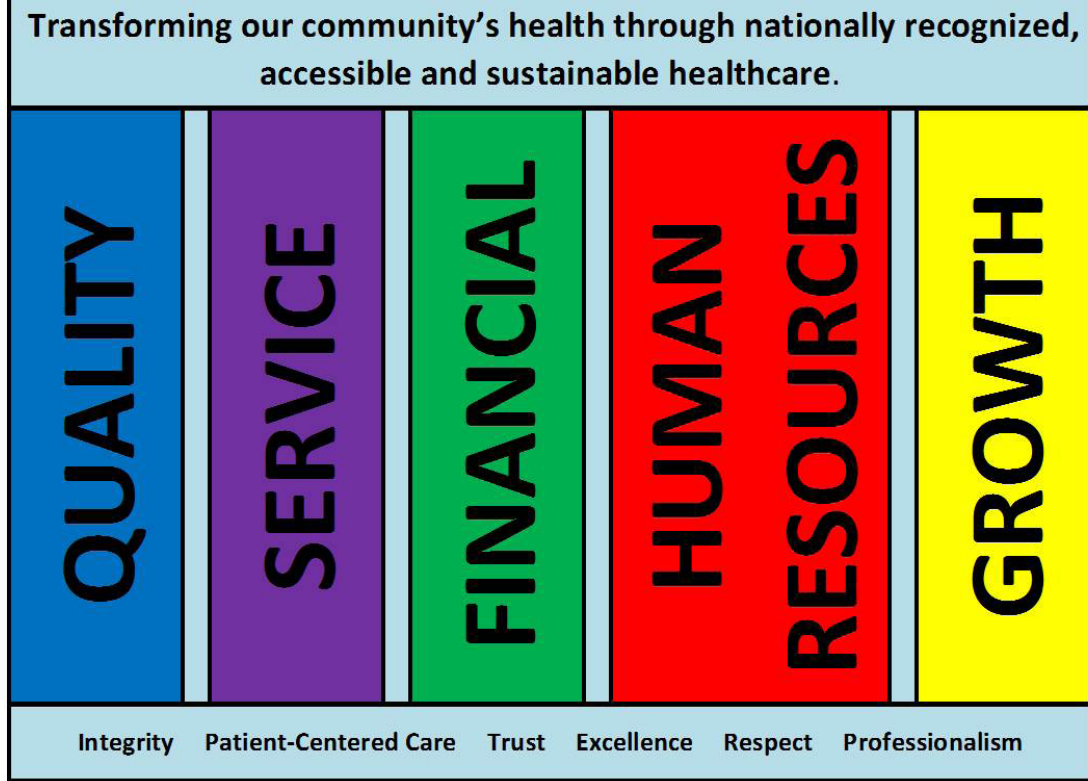 Transforming our community’s health through nationally recognized,
accessible and sustainable healthcare.
QUALITY
SERVICE
FINANCIAL
HUMAN
RESOURCES
GROWTH
Integrity Patient-Centered Care Trust Excellence Respect Professionalism